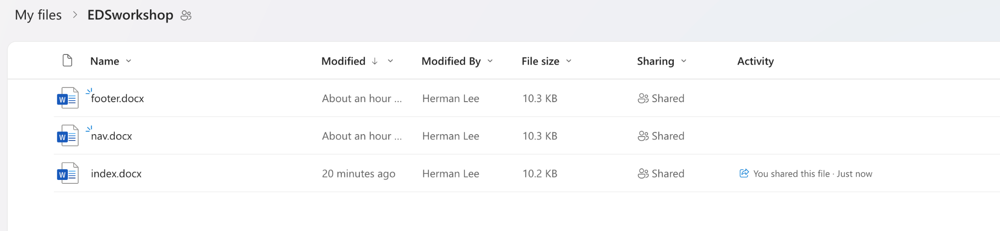 My files > EDSworkshop
Name Modified ↓ Modified By File size Sharing Activity
W footer.docx About an hour ... Herman Lee 10.3 KB Shared
W nav.docx About an hour ... Herman Lee 10.3 KB Shared
W index.docx 20 minutes ago Herman Lee 10.2 KB Shared You shared this file · Just now